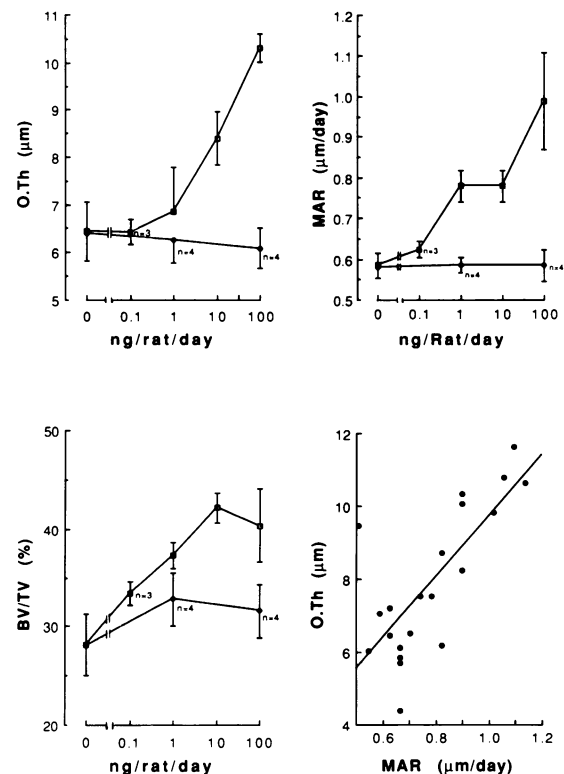 11
10
9
8
7
6
5
O.Th (μm)
n=3
n=4
n=4
0 0.1 1 10 100
ng/rat/day
1.2
1.1
1.0
0.9
0.8
0.7
0.6
0.5
MAR (μm/day)
n=3
n=4
n=4
0 0.1 1 10 100
ng/Rat/day
50
40
30
20
BV/TV (%)
n=3
n=4
n=4
0 0.1 1 10 100
ng/rat/day
12
10
8
6
4
O.Th (μm)
0.6 0.8 1.0 1.2
MAR (μm/day)